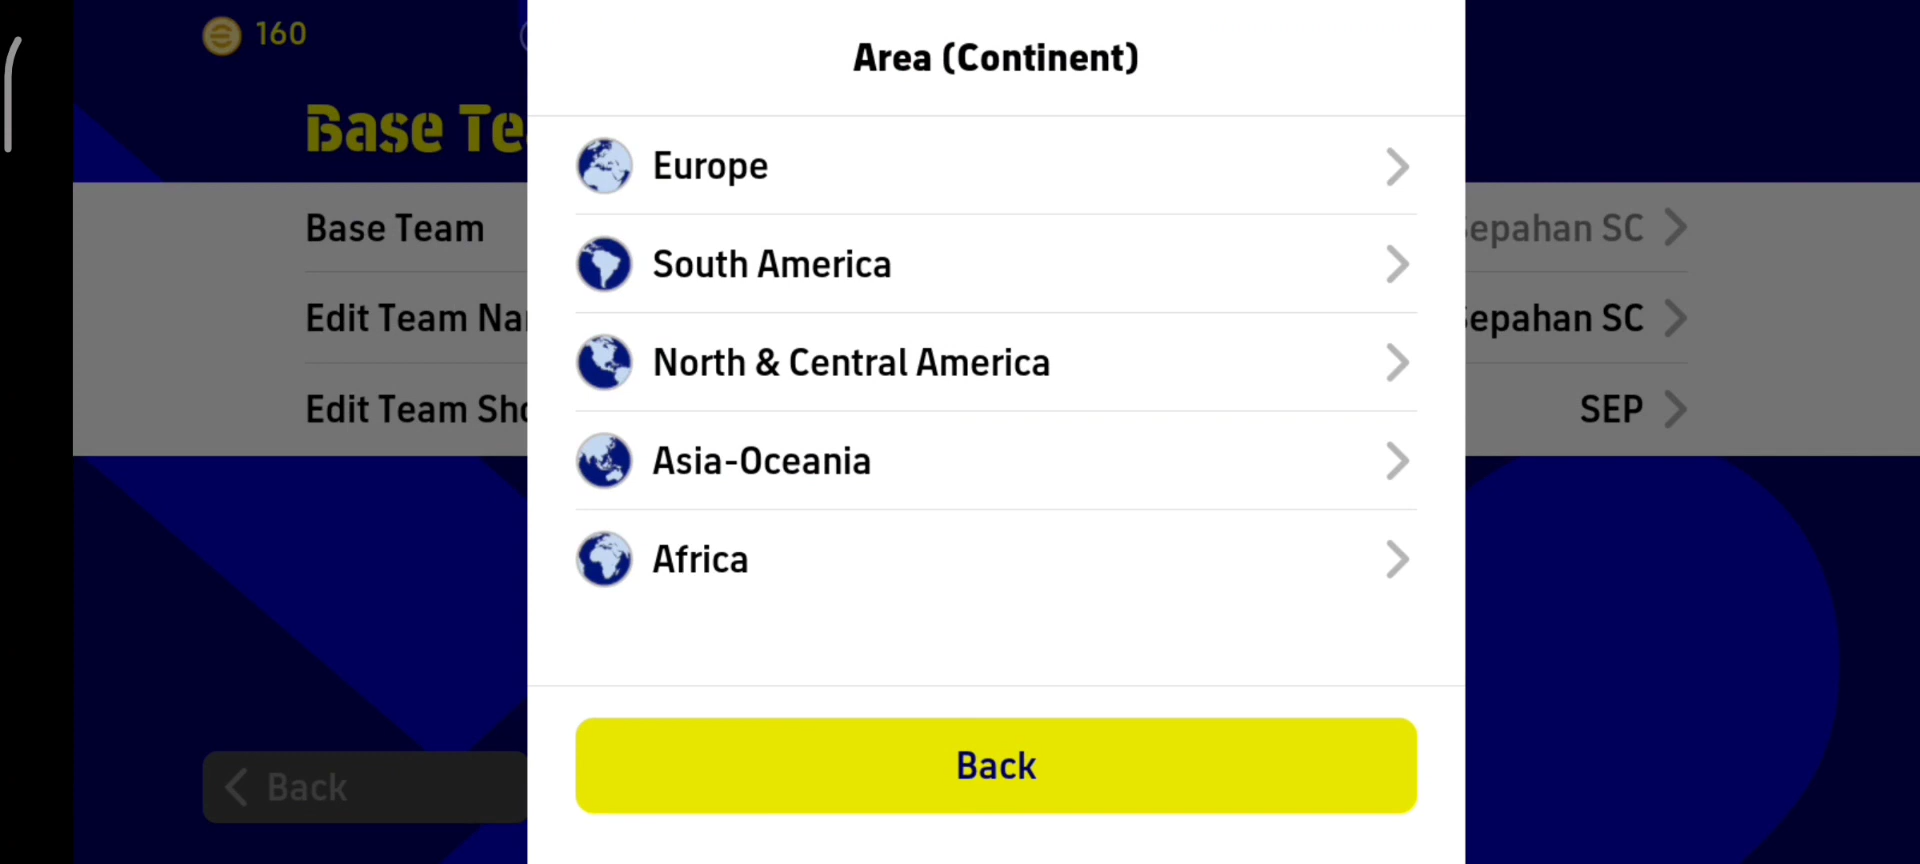 160
Area (Continent)
Base Te
Europe
Base Team
epahan SC
South America
Edit Team Na
epahan SC
North & Central America
Edit Team Sho
SEP
Asia-Oceania
Africa
Back
Back